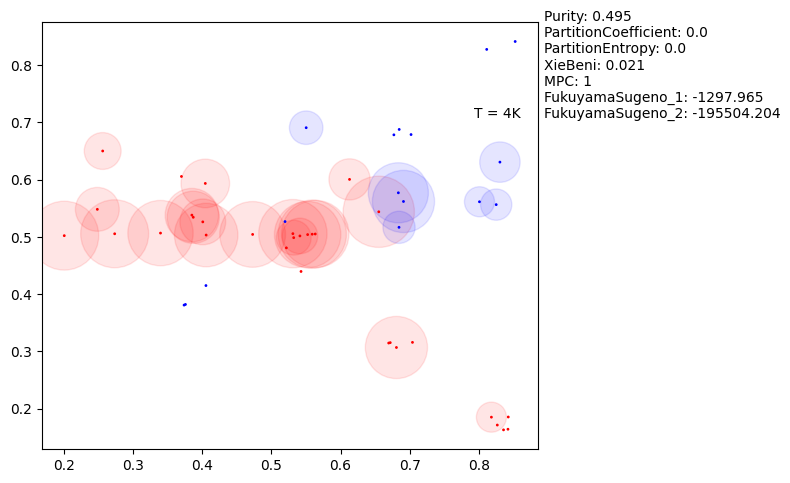 Purity: 0.495
PartitionCoefficient: 0.0
PartitionEntropy: 0.0
XieBeni: 0.021
MPC: 1
FukuyamaSugeno_1: -1297.965
FukuyamaSugeno_2: -195504.204
T = 4K
0.8
0.7
0.6
0.5
0.4
0.3
0.2
0.2 0.3 0.4 0.5 0.6 0.7 0.8